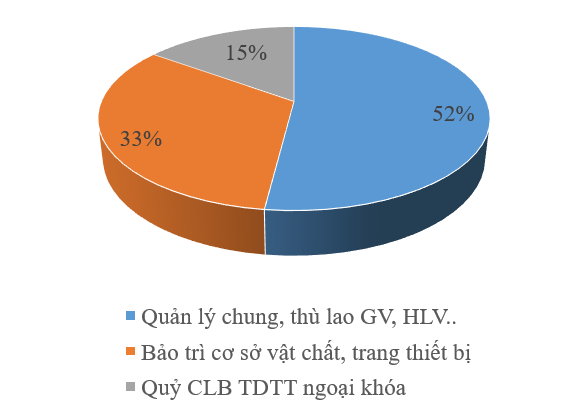 15%
52%
33%
Quản lý chung, thù lao GV, HLV..
Bảo trì cơ sở vật chất, trang thiết bị
Quỹ CLB TDTT ngoại khóa